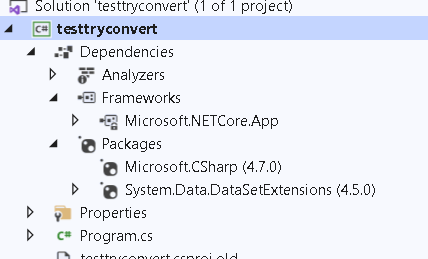 Solution 'testtryconvert' (1 of 1 project)
C# testtryconvert
Dependencies
Analyzers
Frameworks
Microsoft.NETCore.App
Packages
Microsoft.CSharp (4.7.0)
System.Data.DataSetExtensions (4.5.0)
Properties
C# Program.cs
testtryconvert.csproj.old